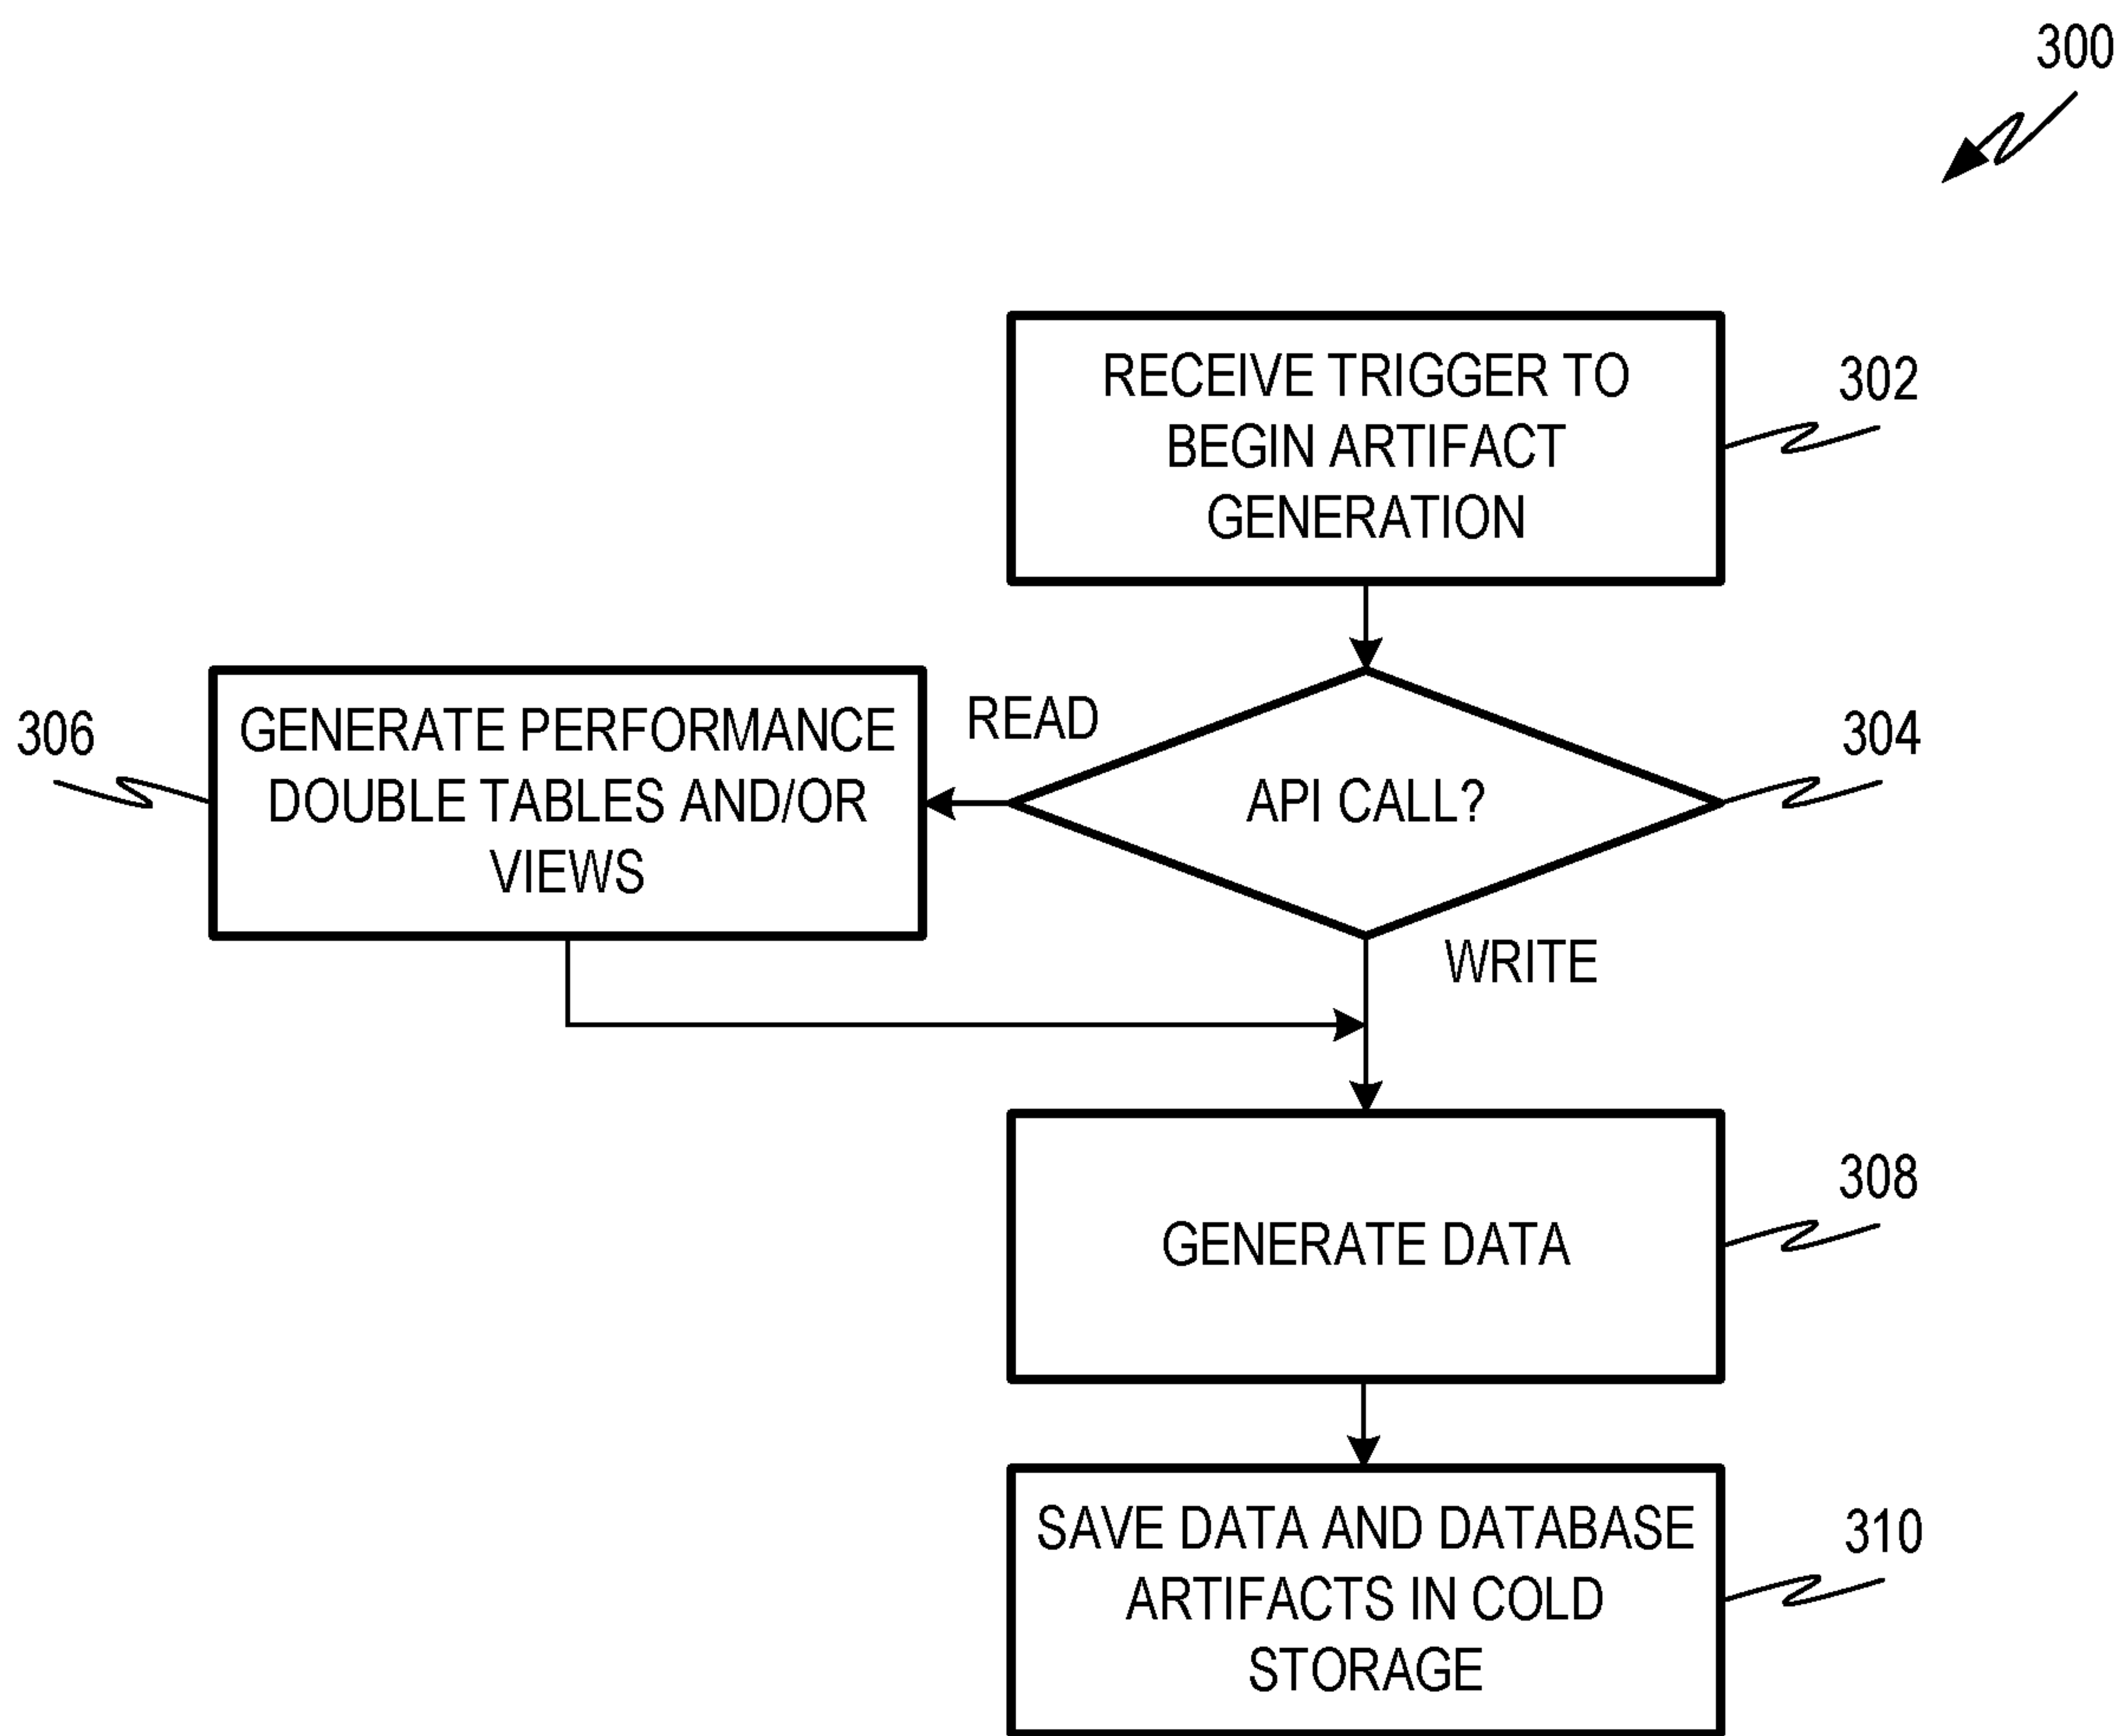 300
RECEIVE TRIGGER TO
BEGIN ARTIFACT
GENERATION
302
306
GENERATE PERFORMANCE
DOUBLE TABLES AND/OR
VIEWS
READ
API CALL?
304
WRITE
GENERATE DATA
308
SAVE DATA AND DATABASE
ARTIFACTS IN COLD
STORAGE
310